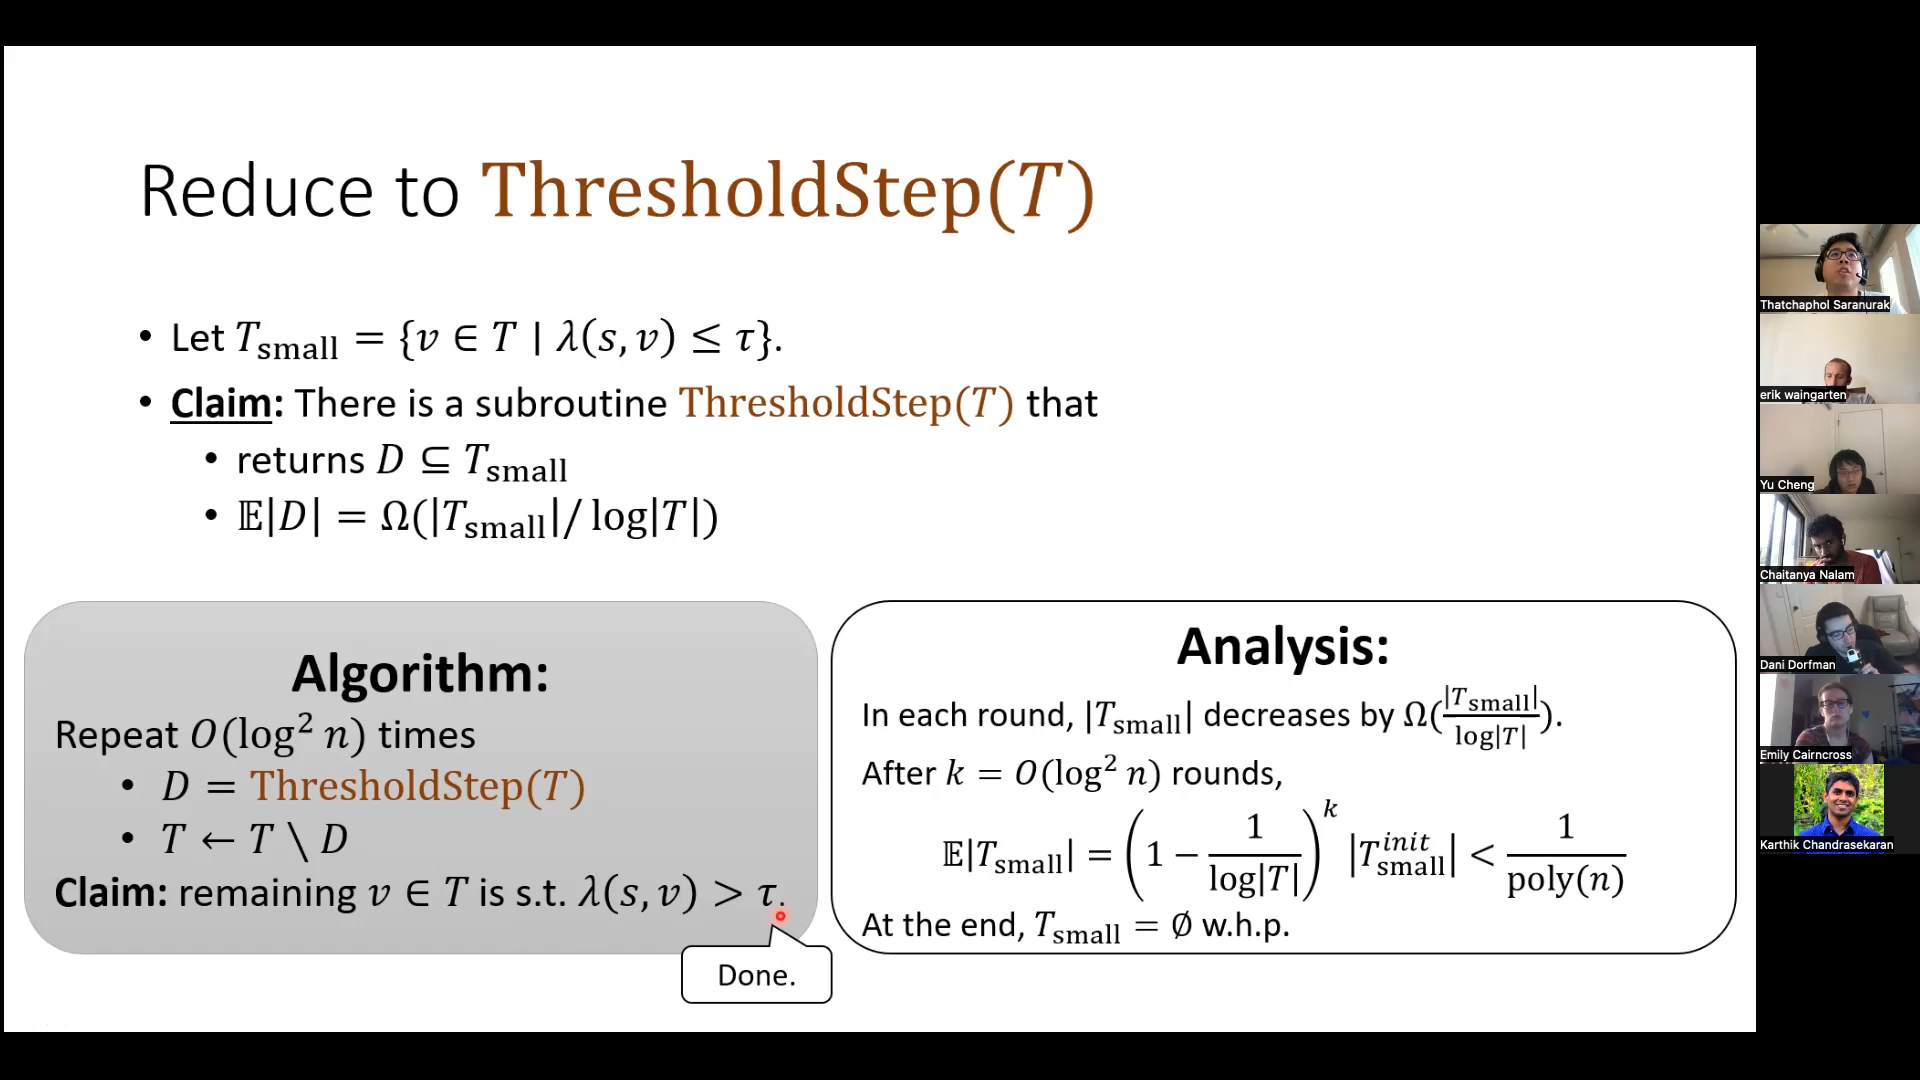 Reduce to ThresholdStep(T)
• Let T_small = {v ∈ T | λ(s, v) ≤ τ}.
• Claim: There is a subroutine ThresholdStep(T) that
• returns D ⊆ T_small
• 𝔼|D| = Ω(|T_small|/ log|T|)
Algorithm:
Repeat O(log² n) times
• D = ThresholdStep(T)
• T ← T \ D
Claim: remaining v ∈ T is s.t. λ(s, v) > τ.
Done.
Analysis:
In each round, |T_small| decreases by Ω(|T_small|/log|T|).
After k = O(log² n) rounds,
𝔼|T_small| = (1 − 1/log|T|)^k |T_small^init| < 1/poly(n)
At the end, T_small = ∅ w.h.p.
Thatchaphol Saranurak
erik waingarten
Yu Cheng
Chaitanya Nalam
Dani Dorfman
Emily Cairncross
Karthik Chandrasekaran